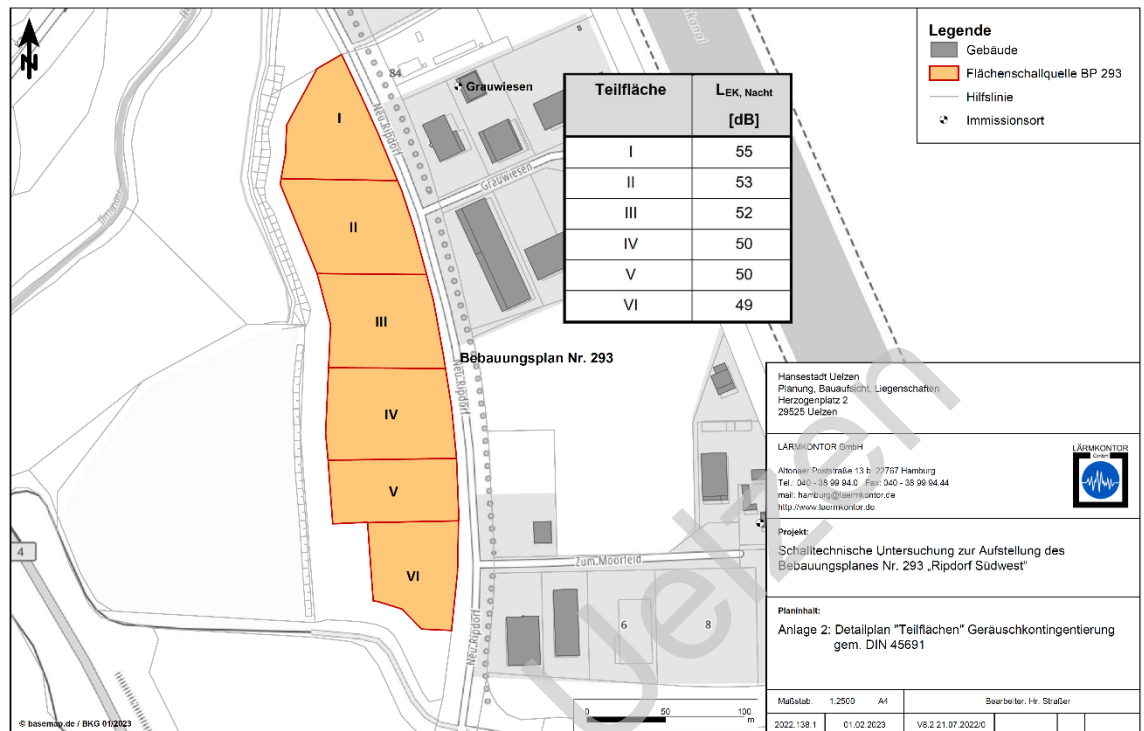 N
Legende
Gebäude
Flächenschallquelle BP 293
Hilfslinie
Immissionsort
84
Grauwiesen
Neu Ripdorf
Grauwiesen
Teilfläche LEK, Nacht [dB]
I 55
II 53
III 52
IV 50
V 50
VI 49
I
II
III
IV
V
VI
Bebauungsplan Nr. 293
Neu Ripdorf
Zum Moorfeld
Neu Ripdorf
4
6
8
Uelzen
Hansestadt Uelzen
Planung, Bauaufsicht, Liegenschaften
Herzogenplatz 2
29525 Uelzen
LÄRMKONTOR GmbH
Altonaer Poststraße 13 b 22767 Hamburg
Tel.: 040 - 38 99 94.0 Fax: 040 - 38 99 94.44
mail: hamburg@laermkontor.de
http://www.laermkontor.de
LÄRMKONTOR
GmbH
Projekt:
Schalltechnische Untersuchung zur Aufstellung des
Bebauungsplanes Nr. 293 „Ripdorf Südwest"
Planinhalt:
Anlage 2: Detailplan "Teilflächen" Geräuschkontingentierung
gem. DIN 45691
Maßstab: 1:2500 A4 Bearbeiter: Hr. Straßer
2022.138.1 01.02.2023 V8.2 21.07.2022:0
0 50 100
m
© basemap.de / BKG 01/2023